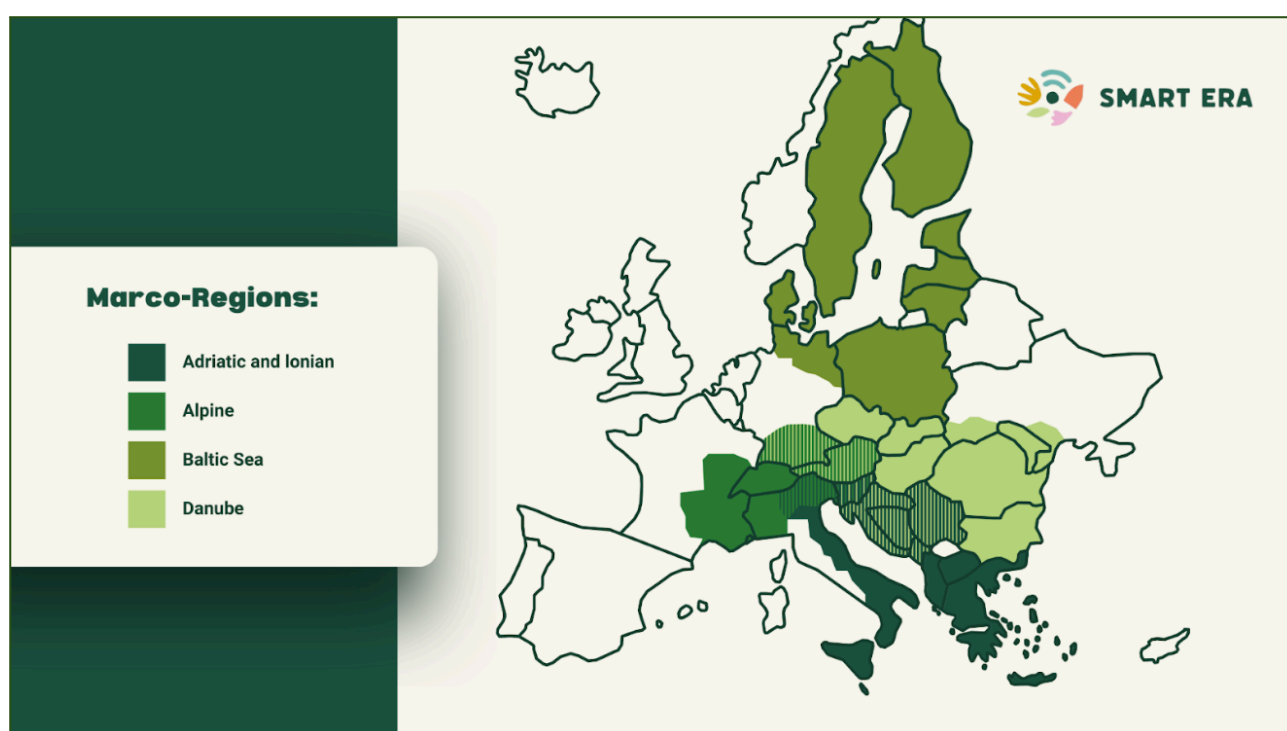 SMART ERA
Marco-Regions:
Adriatic and Ionian
Alpine
Baltic Sea
Danube